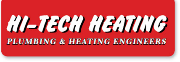 HI-TECH HEATING
PLUMBING & HEATING ENGINEERS